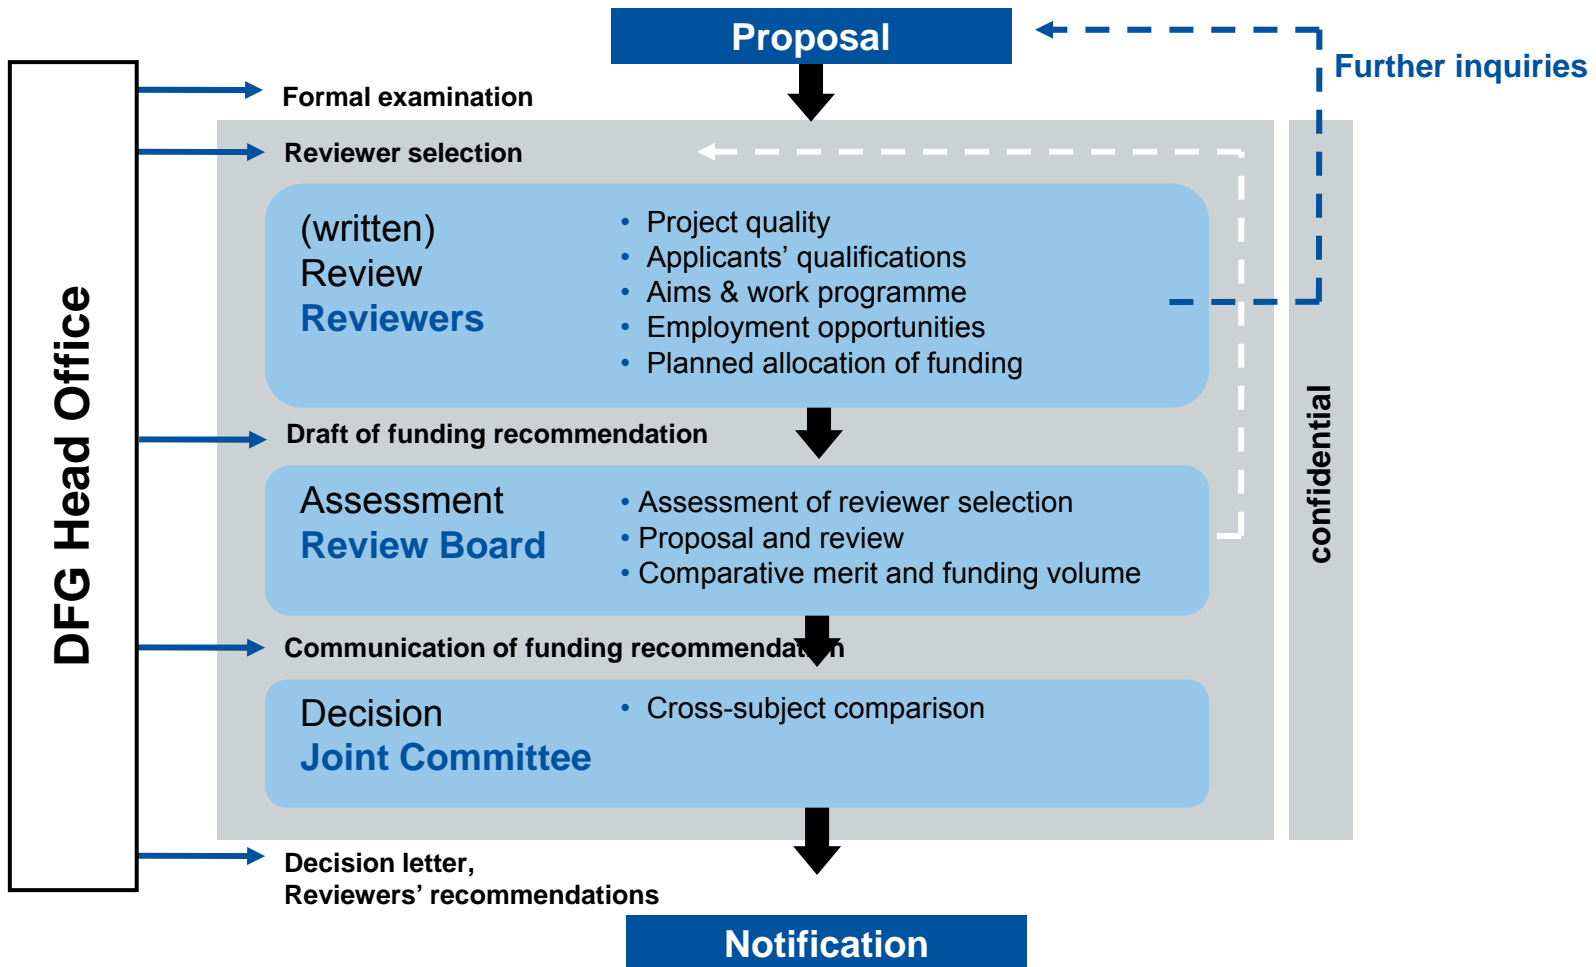 Proposal
Further inquiries
DFG Head Office
Formal examination
Reviewer selection
(written)
Review
Reviewers
• Project quality
• Applicants’ qualifications
• Aims & work programme
• Employment opportunities
• Planned allocation of funding
confidential
Draft of funding recommendation
Assessment
Review Board
• Assessment of reviewer selection
• Proposal and review
• Comparative merit and funding volume
Communication of funding recommendation
Decision
Joint Committee
• Cross-subject comparison
Decision letter,
Reviewers’ recommendations
Notification